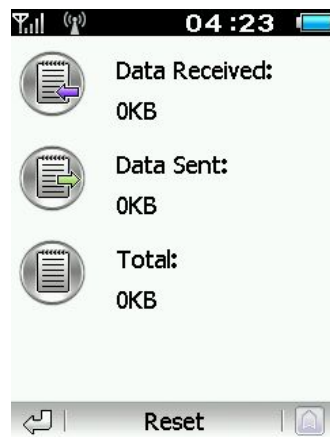 04:23
Data Received:
0KB
Data Sent:
0KB
Total:
0KB
Reset